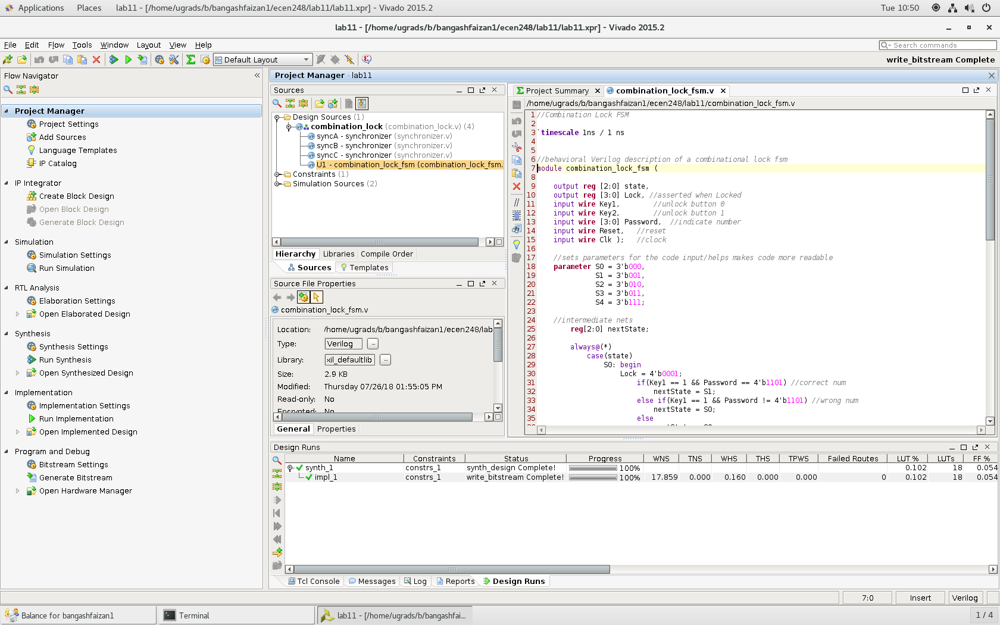 Applications Places lab11 - [/home/ugrads/b/bangashfaizan1/ecen248/lab11/lab11.xpr] - Vivado 2015.2 Tue 10:50
lab11 - [/home/ugrads/b/bangashfaizan1/ecen248/lab11/lab11.xpr] - Vivado 2015.2
File Edit Flow Tools Window Layout View Help Search commands
Default Layout write_bitstream Complete
Flow Navigator
Project Manager
Project Settings
Add Sources
Language Templates
IP Catalog
IP Integrator
Create Block Design
Open Block Design
Generate Block Design
Simulation
Simulation Settings
Run Simulation
RTL Analysis
Elaboration Settings
Open Elaborated Design
Synthesis
Synthesis Settings
Run Synthesis
Open Synthesized Design
Implementation
Implementation Settings
Run Implementation
Open Implemented Design
Program and Debug
Bitstream Settings
Generate Bitstream
Open Hardware Manager
Project Manager - lab11
Sources
Design Sources (1)
combination_lock (combination_lock.v) (4)
syncA - synchronizer (synchronizer.v)
syncB - synchronizer (synchronizer.v)
syncC - synchronizer (synchronizer.v)
U1 - combination_lock_fsm (combination_lock_fsm.
Constraints (1)
Simulation Sources (2)
Hierarchy Libraries Compile Order
Sources Templates
Source File Properties
combination_lock_fsm.v
Location: /home/ugrads/b/bangashfaizan1/ecen248/lab
Type: Verilog
Library: xil_defaultlib
Size: 2.9 KB
Modified: Thursday 07/26/18 01:55:05 PM
Read-only: No
Encrypted: No
General Properties
Project Summary combination_lock_fsm.v
/home/ugrads/b/bangashfaizan1/ecen248/lab11/combination_lock_fsm.v
1 //Combination Lock FSM
2
3 `timescale 1ns / 1 ns
4
5
6 //behavioral Verilog description of a combinational lock fsm
7 module combination_lock_fsm (
8
9 output reg [2:0] state,
10 output reg [3:0] Lock, //asserted when Locked
11 input wire Key1, //unlock button 0
12 input wire Key2, //unlock button 1
13 input wire [3:0] Password, //indicate number
14 input wire Reset, //reset
15 input wire Clk ); //clock
16
17 //sets parameters for the code input/helps makes code more readable
18 parameter S0 = 3'b000,
19 S1 = 3'b001,
20 S2 = 3'b010,
21 S3 = 3'b011,
22 S4 = 3'b111;
23
24 //intermediate nets
25 reg[2:0] nextState;
26
27 always@(*)
28 case(state)
29 S0: begin
30 Lock = 4'b0001;
31 if(Key1 == 1 && Password == 4'b1101) //correct num
32 nextState = S1;
33 else if(Key1 == 1 && Password != 4'b1101) //wrong num
34 nextState = S0;
35 else
Design Runs
Name Constraints Status Progress WNS TNS WHS THS TPWS Failed Routes LUT % LUTs FF %
synth_1 constrs_1 synth_design Complete! 100% 0.102 18 0.054
impl_1 constrs_1 write_bitstream Complete! 100% 17.859 0.000 0.160 0.000 0.000 0 0.102 18 0.054
Tcl Console Messages Log Reports Design Runs
7:0 Insert Verilog
Balance for bangashfaizan1 Terminal lab11 - [/home/ugrads/b/bangashfai... 1 / 4